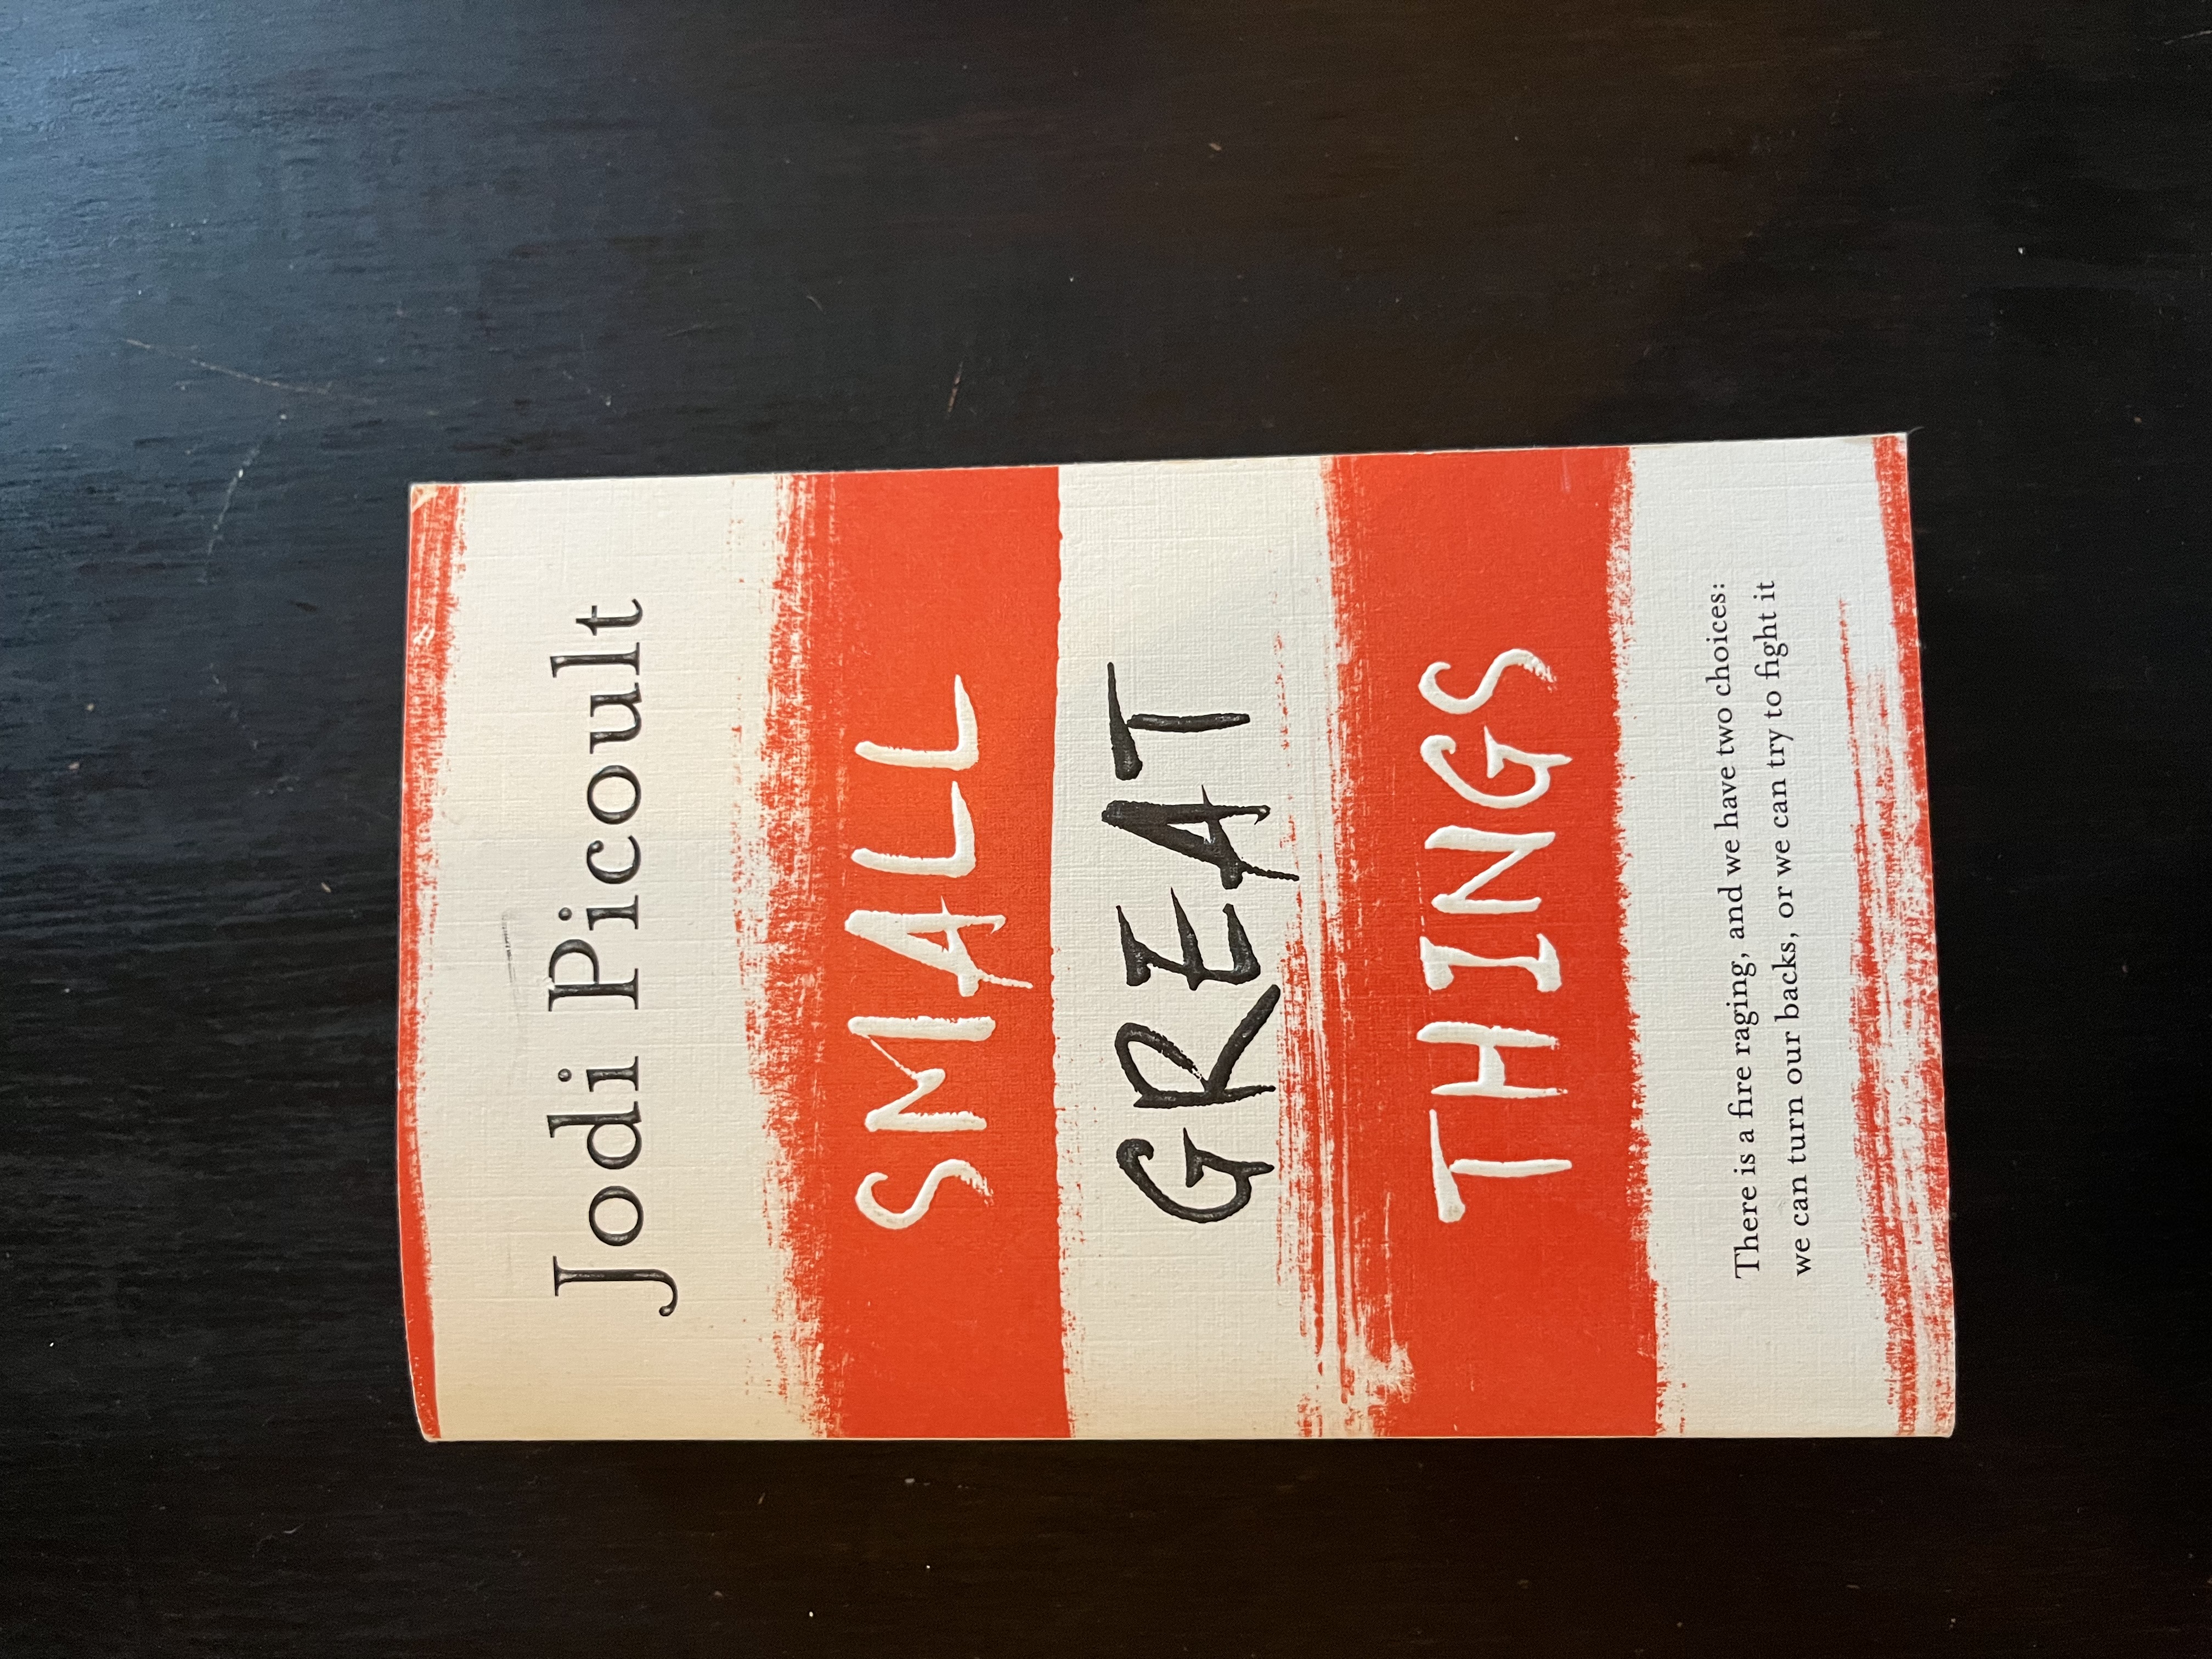 Jodi Picoult
SMALL
GREAT
THINGS
There is a fire raging, and we have two choices:
we can turn our backs, or we can try to fight it